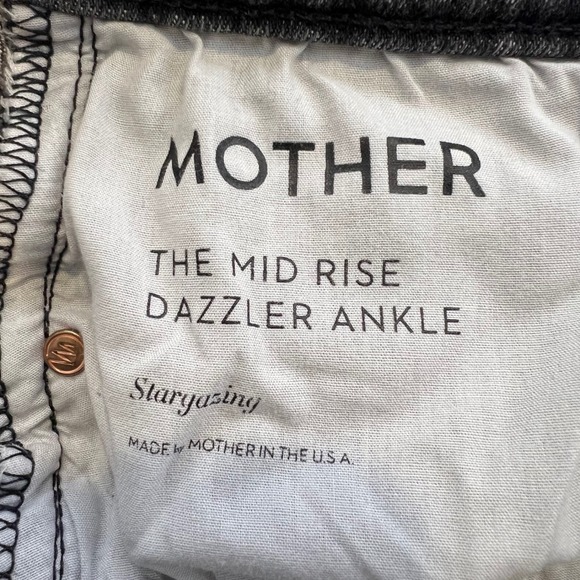 MOTHER
THE MID RISE
DAZZLER ANKLE
Stargazing
MADE by MOTHER IN THE U.S.A.